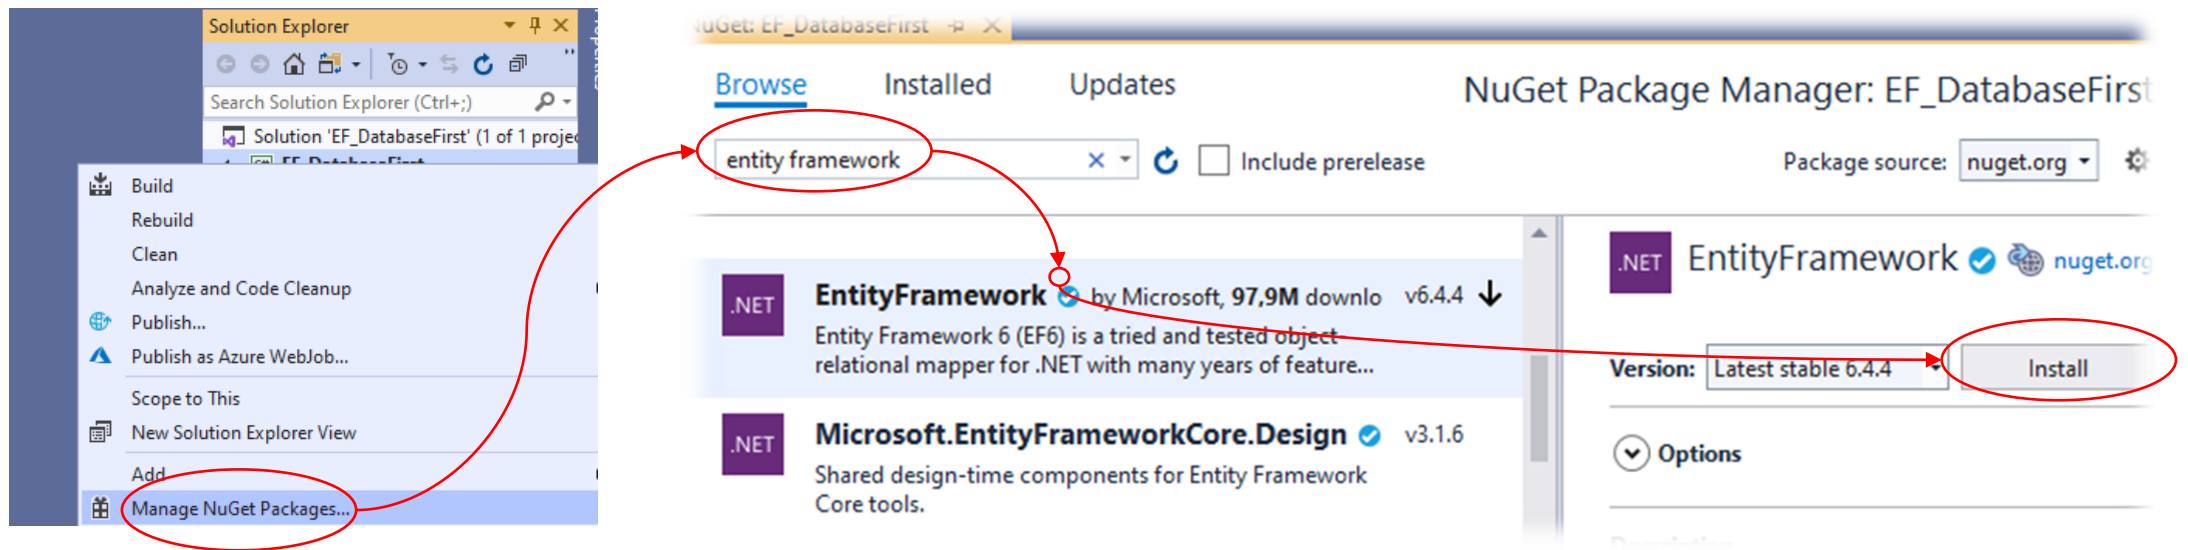 Solution Explorer
Search Solution Explorer (Ctrl+;)
Solution 'EF_DatabaseFirst' (1 of 1 projec
EF_DatabaseFirst
Build
Rebuild
Clean
Analyze and Code Cleanup
Publish...
Publish as Azure WebJob...
Scope to This
New Solution Explorer View
Add
Manage NuGet Packages...
Properties
NuGet: EF_DatabaseFirst
Browse
Installed
Updates
NuGet Package Manager: EF_DatabaseFirst
entity framework
Include prerelease
Package source:
nuget.org
.NET
EntityFramework
by Microsoft, 97,9M downlo
v6.4.4
Entity Framework 6 (EF6) is a tried and tested object-
relational mapper for .NET with many years of feature...
.NET
Microsoft.EntityFrameworkCore.Design
v3.1.6
Shared design-time components for Entity Framework
Core tools.
.NET
EntityFramework
nuget.org
Version:
Latest stable 6.4.4
Install
Options